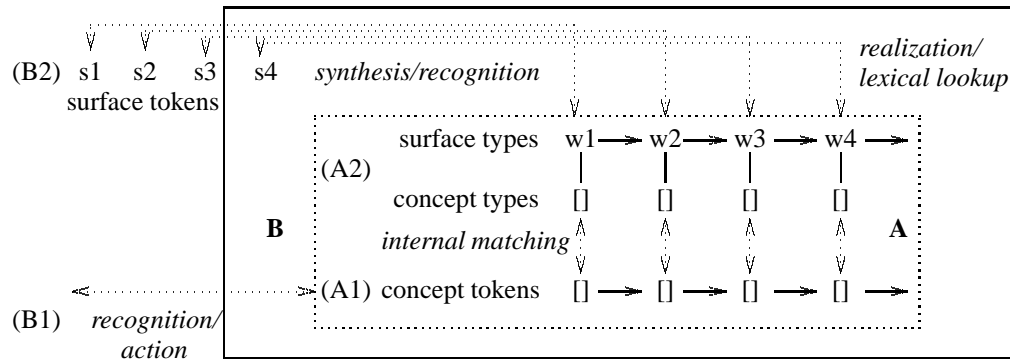 realization/
(B2) s1 s2 s3 s4 synthesis/recognition lexical lookup
surface tokens
surface types w1 w2 w3 w4
(A2)
concept types [] [] [] []
B A
internal matching
(A1) concept tokens [] [] [] []
(B1) recognition/
action